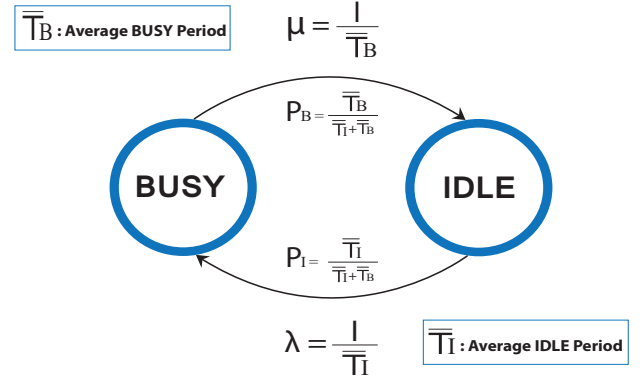 T̅B : Average BUSY Period
μ = 1 / T̅B
PB = T̅B / T̅I+T̅B
BUSY
IDLE
PI = T̅I / T̅I+T̅B
λ = 1 / T̅I
T̅I : Average IDLE Period